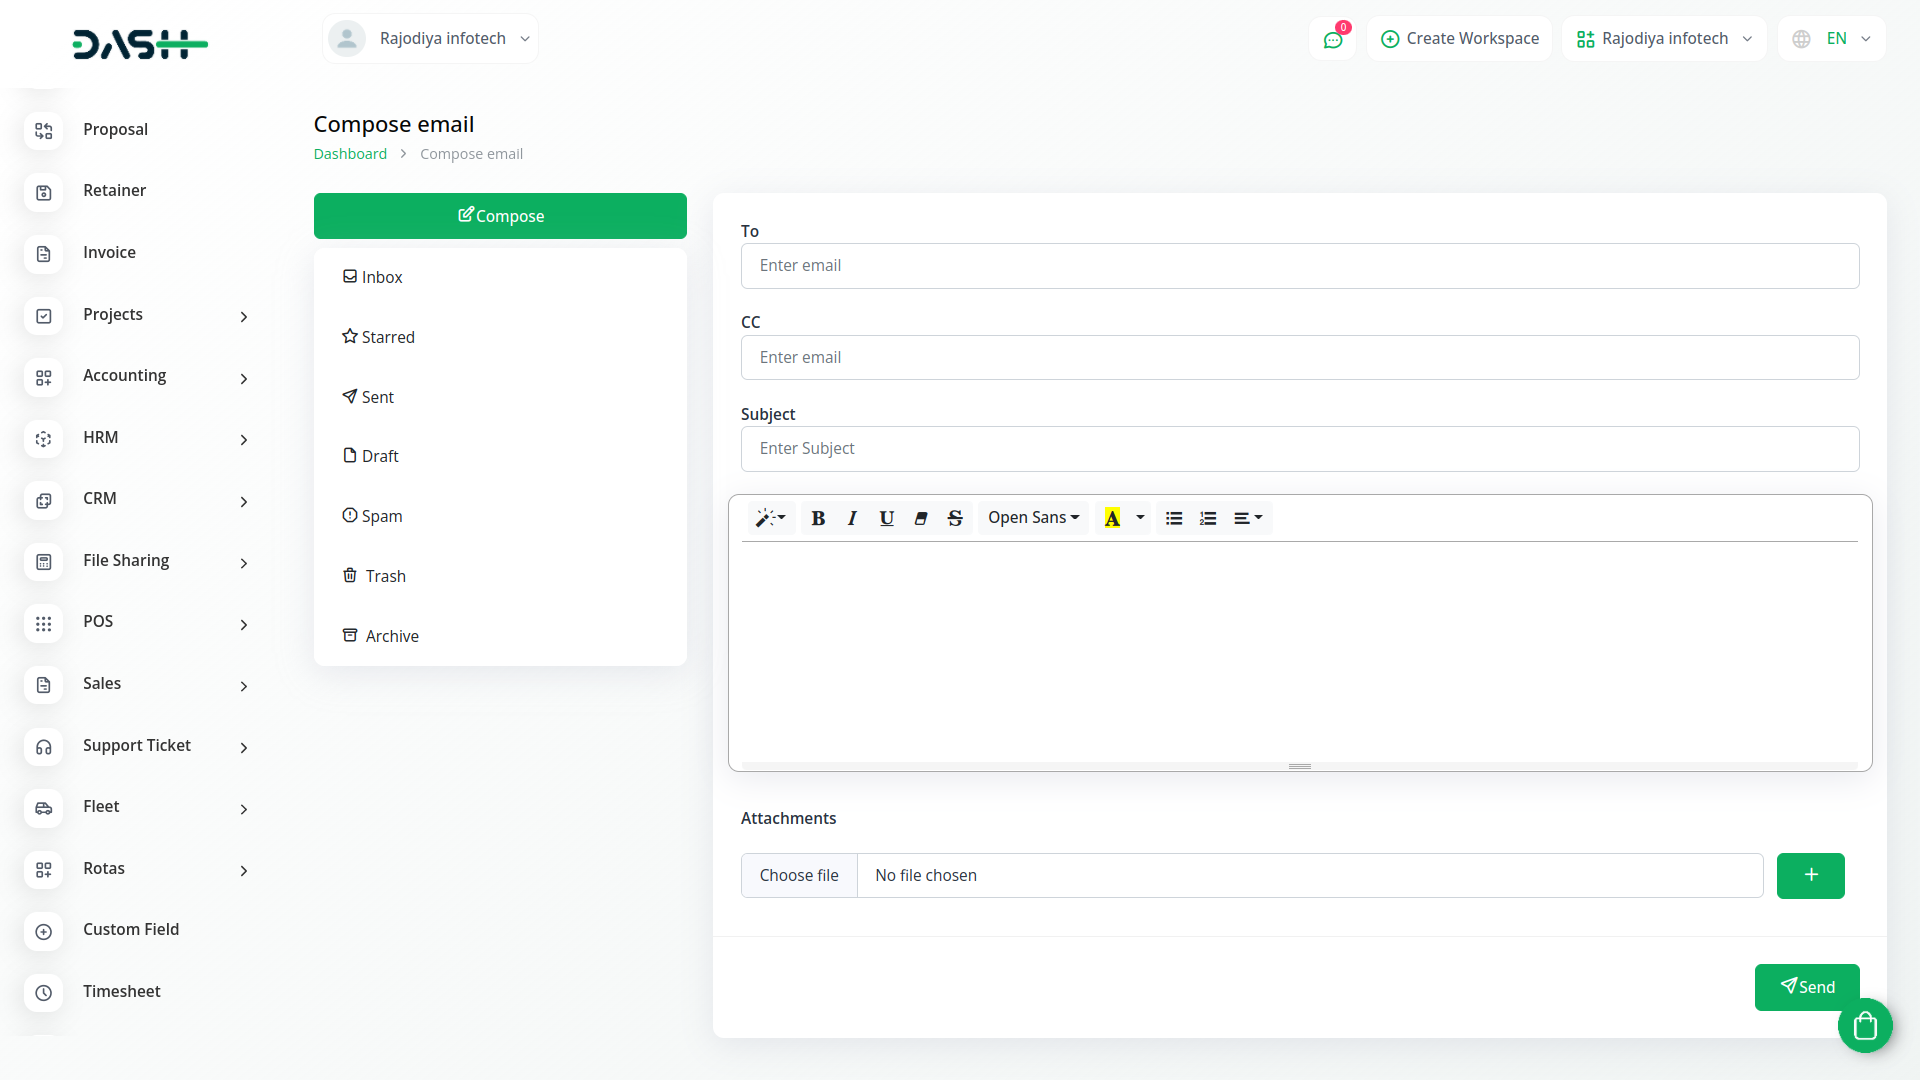 DASH
Rajodiya infotech
0
Create Workspace
Rajodiya infotech
EN
Proposal
Retainer
Invoice
Projects
Accounting
HRM
CRM
File Sharing
POS
Sales
Support Ticket
Fleet
Rotas
Custom Field
Timesheet
Compose email
Dashboard > Compose email
Compose
Inbox
Starred
Sent
Draft
Spam
Trash
Archive
To
Enter email
CC
Enter email
Subject
Enter Subject
B I U S Open Sans A
Attachments
Choose file No file chosen
+
Send